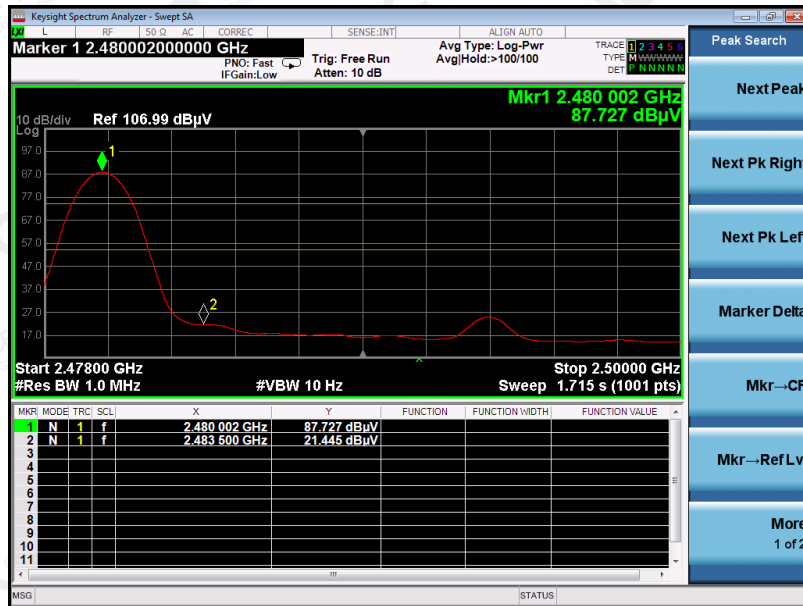 Keysight Spectrum Analyzer - Swept SA
LXI L RF 50 Ω AC CORREC SENSE:INT ALIGN AUTO
Marker 1 2.480002000000 GHz
PNO: Fast
IFGain:Low
Trig: Free Run
Atten: 10 dB
Avg Type: Log-Pwr
Avg|Hold:>100/100
TRACE 1 2 3 4 5 6
TYPE M WWWWW
DET P N N N N N
Peak Search
Mkr1 2.480 002 GHz
87.727 dBµV
10 dB/div Ref 106.99 dBµV
Log
97.0
87.0
77.0
67.0
57.0
47.0
37.0
27.0
17.0
1
2
Start 2.47800 GHz Stop 2.50000 GHz
#Res BW 1.0 MHz #VBW 10 Hz Sweep 1.715 s (1001 pts)
MKR MODE TRC SCL X Y FUNCTION FUNCTION WIDTH FUNCTION VALUE
1 N 1 f 2.480 002 GHz 87.727 dBµV
2 N 1 f 2.483 500 GHz 21.445 dBµV
3
4
5
6
7
8
9
10
11
MSG STATUS
Next Peak
Next Pk Right
Next Pk Left
Marker Delta
Mkr→CF
Mkr→Ref Lv
More
1 of 2